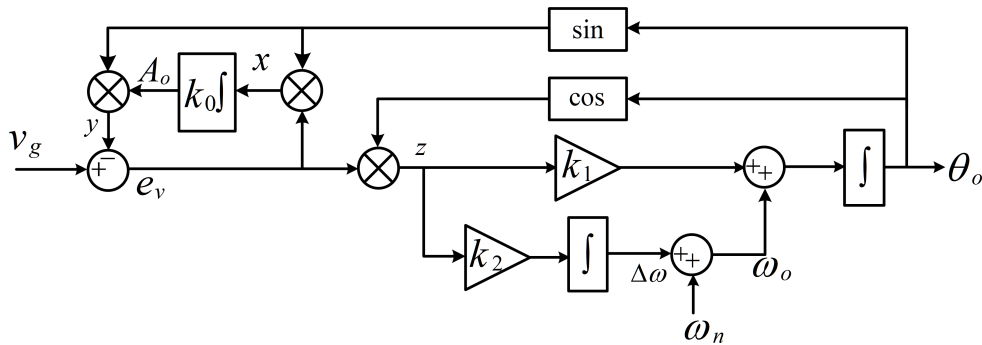 sin
A_o
x
k_0∫
cos
y
v_g
+
−
z
e_v
k_1
++
∫
θ_o
k_2
∫
Δω
++
ω_o
ω_n